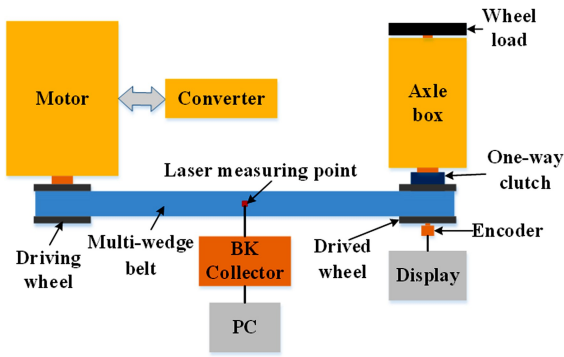 Wheel
load
Motor
Converter
Axle
box
Laser measuring point
One-way
clutch
Driving
wheel
Multi-wedge
belt
BK
Collector
Drived
wheel
Encoder
Display
PC